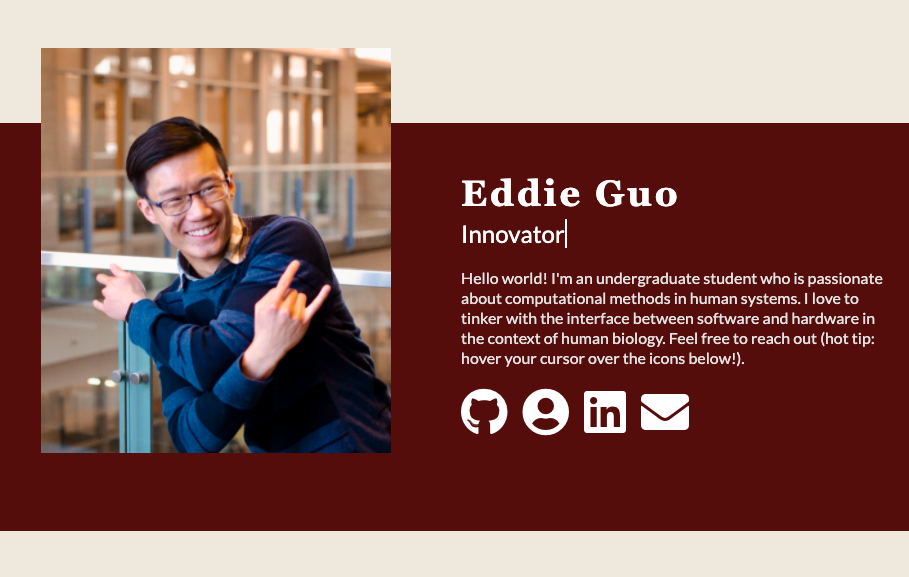 Eddie Guo
Innovator
Hello world! I'm an undergraduate student who is passionate
about computational methods in human systems. I love to
tinker with the interface between software and hardware in
the context of human biology. Feel free to reach out (hot tip:
hover your cursor over the icons below!).
in